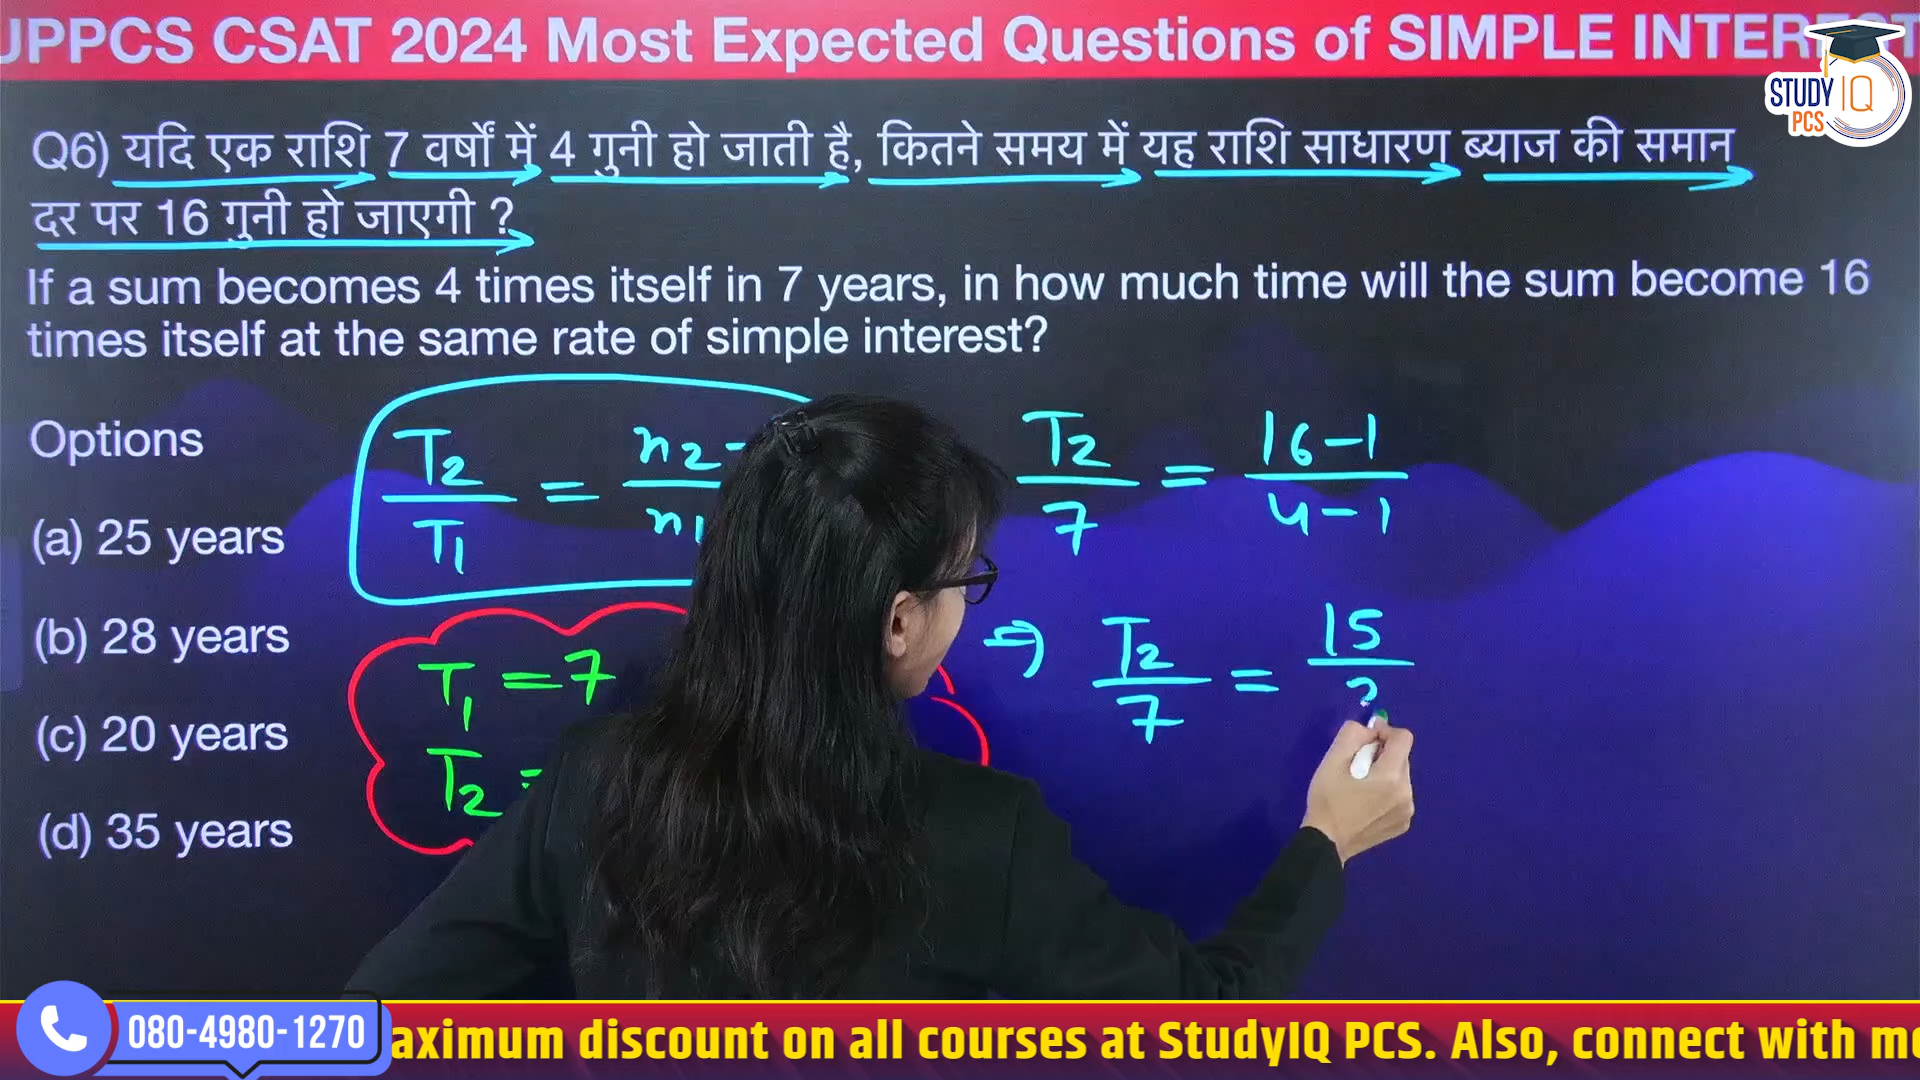 UPPCS CSAT 2024 Most Expected Questions of SIMPLE INTEREST
STUDY IQ
PCS
Q6) यदि एक राशि 7 वर्षों में 4 गुनी हो जाती है, कितने समय में यह राशि साधारण ब्याज की समान
दर पर 16 गुनी हो जाएगी ?
If a sum becomes 4 times itself in 7 years, in how much time will the sum become 16
times itself at the same rate of simple interest?
Options
(a) 25 years
(b) 28 years
(c) 20 years
(d) 35 years
T2/T1 = n2-/n1
T1 = 7
T2 =
T2/7 = 16-1/4-1
⇒ T2/7 = 15/
080-4980-1270
aximum discount on all courses at StudyIQ PCS. Also, connect with